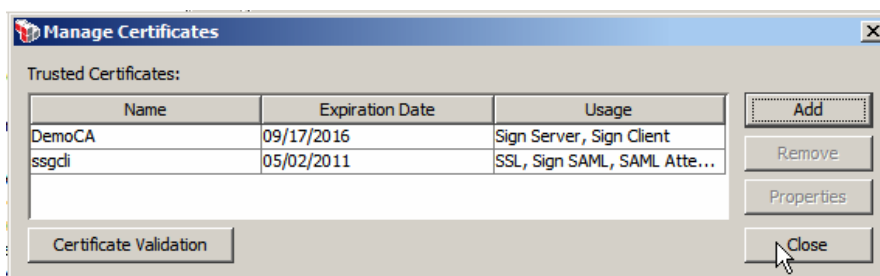 Manage Certificates
Trusted Certificates:
Name Expiration Date Usage
DemoCA 09/17/2016 Sign Server, Sign Client
ssgcli 05/02/2011 SSL, Sign SAML, SAML Atte...
Add
Remove
Properties
Certificate Validation
Close